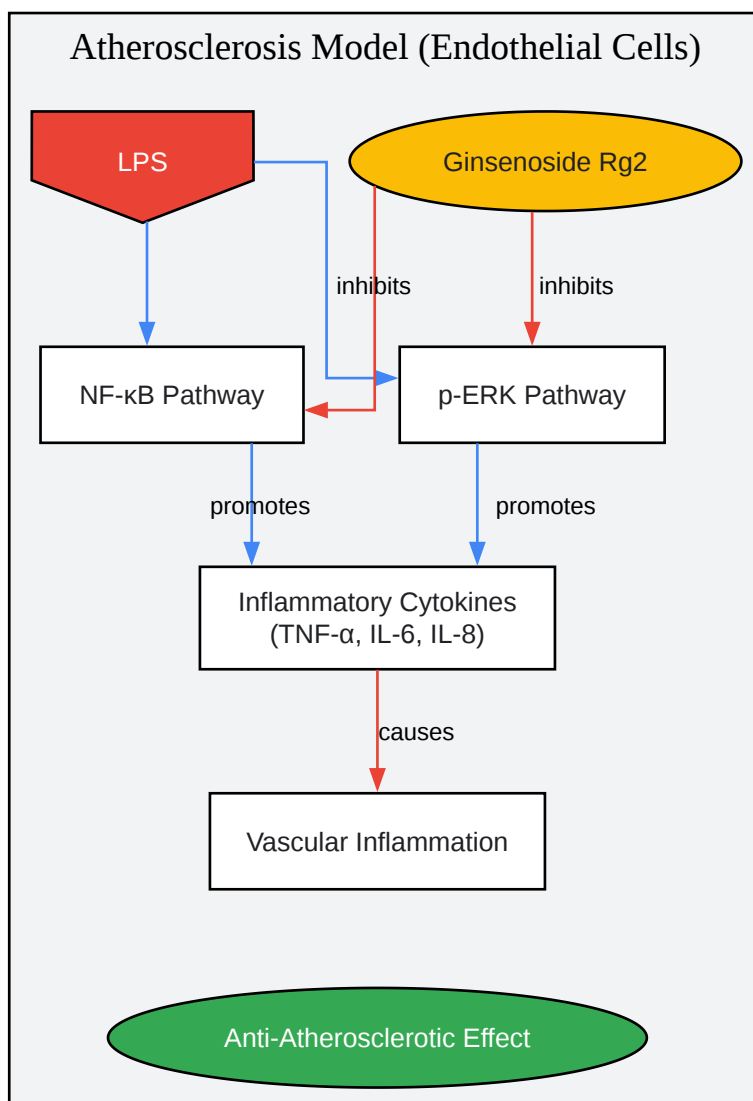 Atherosclerosis Model (Endothelial Cells)
LPS
Ginsenoside Rg2
inhibits
inhibits
NF-κB Pathway
p-ERK Pathway
promotes
promotes
Inflammatory Cytokines
(TNF-α, IL-6, IL-8)
causes
Vascular Inflammation
Anti-Atherosclerotic Effect